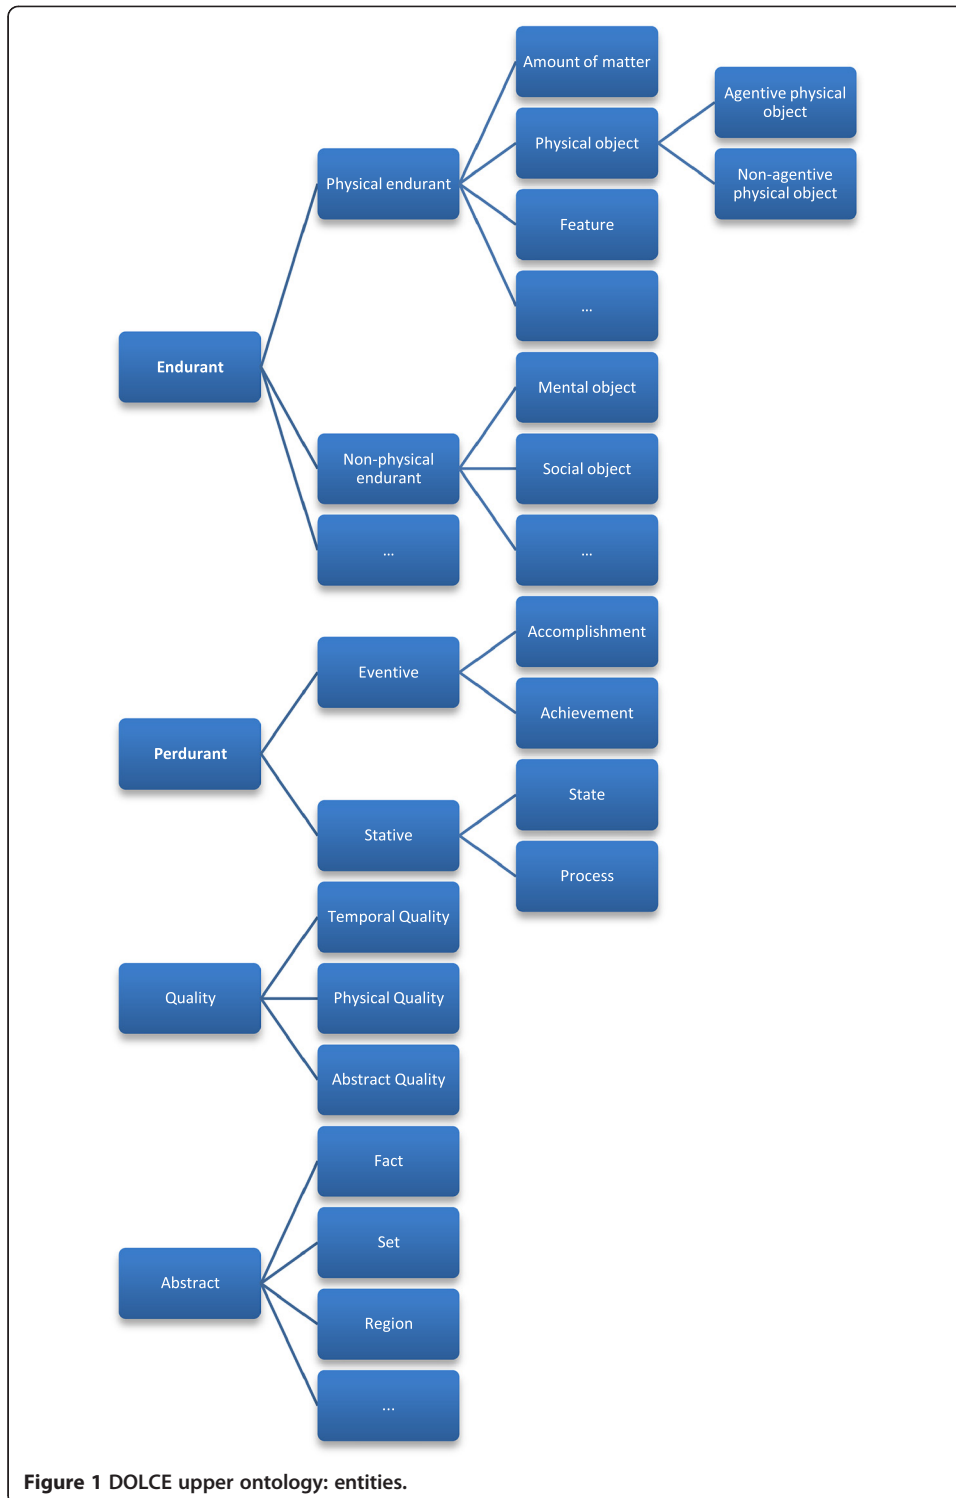 Amount of matter
Agentive physical
object
Physical object
Physical endurant
Non-agentive
physical object
Feature
...
Endurant
Mental object
Non-physical
endurant
Social object
...
...
Accomplishment
Eventive
Achievement
Perdurant
State
Stative
Process
Temporal Quality
Quality
Physical Quality
Abstract Quality
Fact
Set
Abstract
Region
...
Figure 1 DOLCE upper ontology: entities.